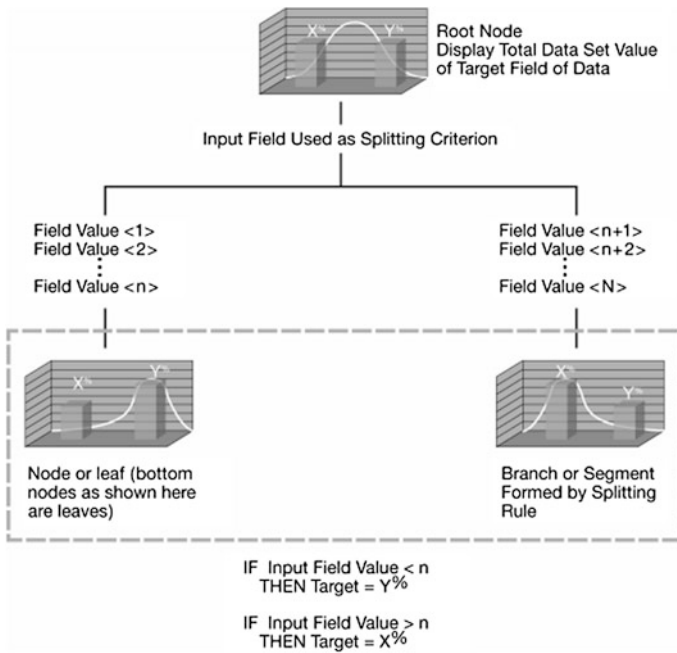 X% Y%
Root Node
Display Total Data Set Value
of Target Field of Data
Input Field Used as Splitting Criterion
Field Value <1>
Field Value <2>
Field Value <n>
Field Value <n+1>
Field Value <n+2>
Field Value <N>
X% Y%
Node or leaf (bottom
nodes as shown here
are leaves)
X% Y%
Branch or Segment
Formed by Splitting
Rule
IF Input Field Value < n
THEN Target = Y%
IF Input Field Value > n
THEN Target = X%